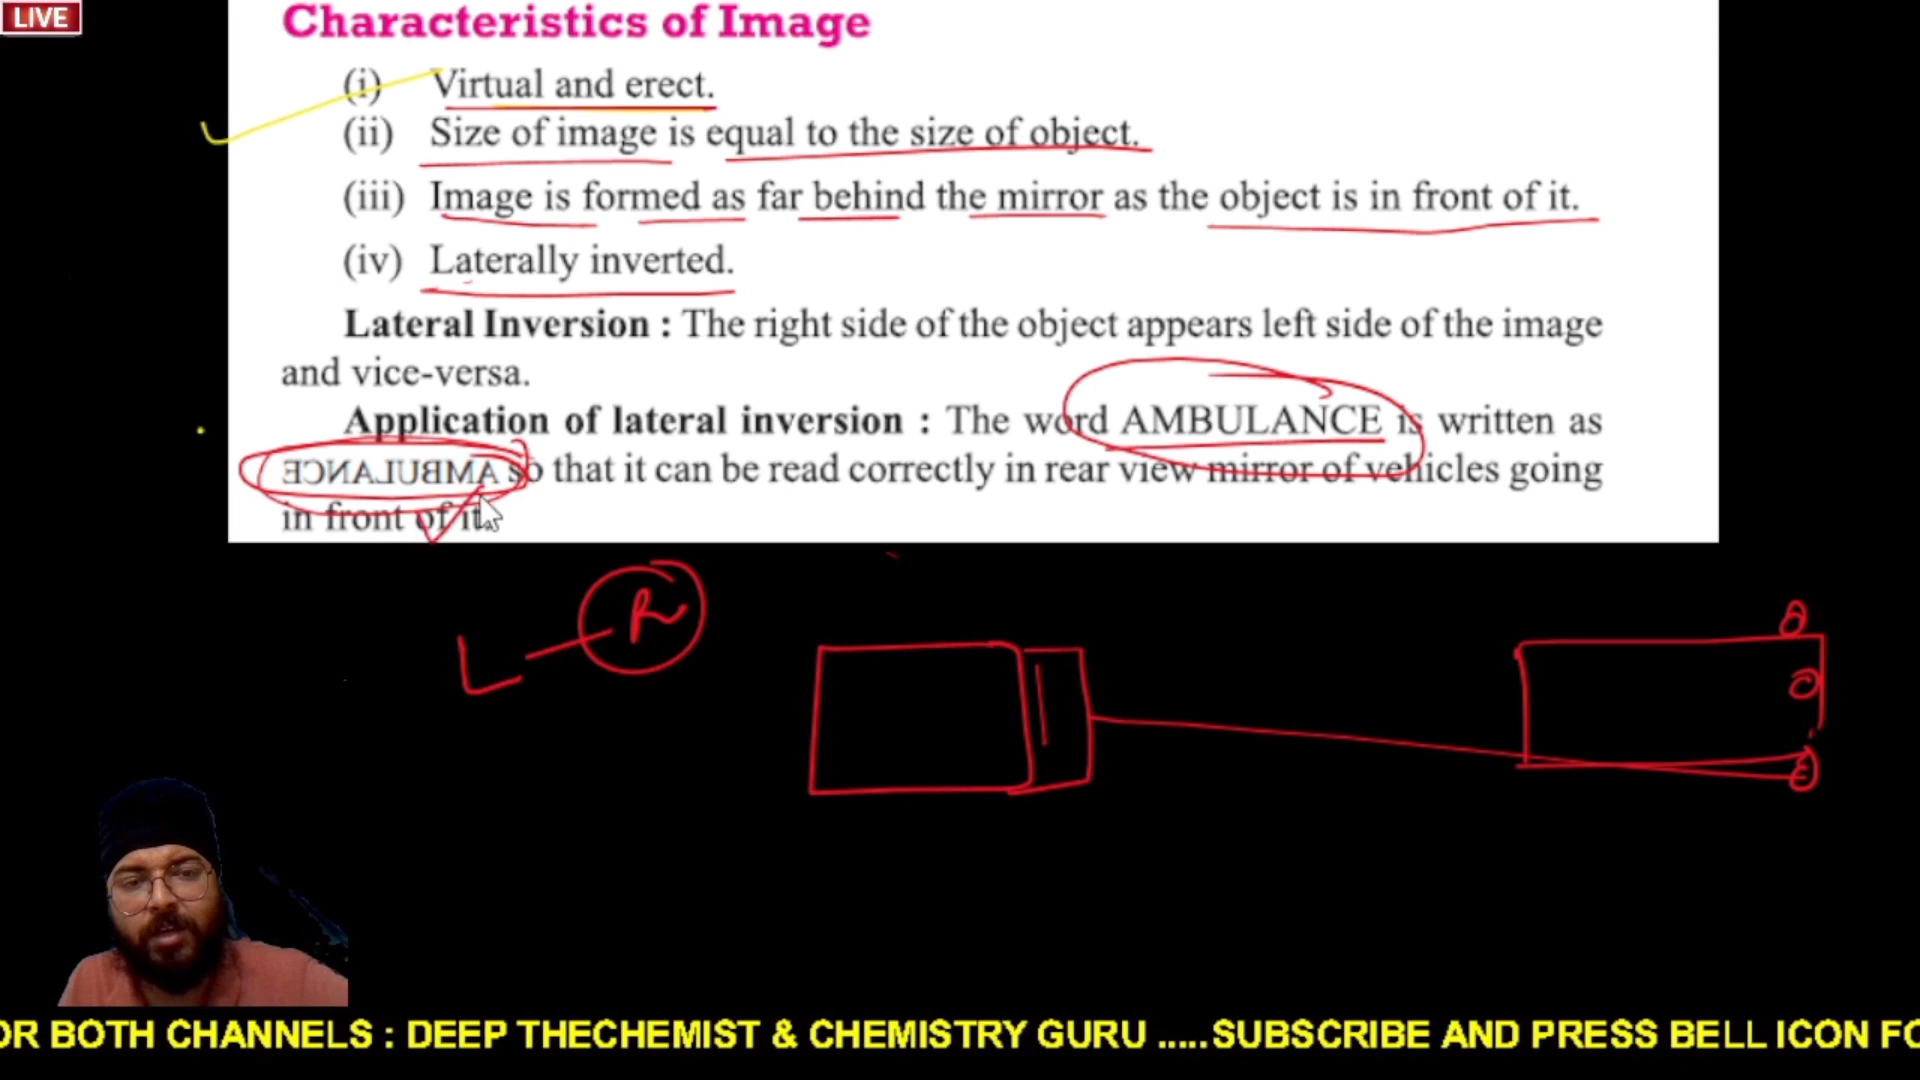 LIVE
Characteristics of Image
(i) Virtual and erect.
(ii) Size of image is equal to the size of object.
(iii) Image is formed as far behind the mirror as the object is in front of it.
(iv) Laterally inverted.
Lateral Inversion : The right side of the object appears left side of the image
and vice-versa.
Application of lateral inversion : The word AMBULANCE is written as
AMBULANCE so that it can be read correctly in rear view mirror of vehicles going
in front of it.
L R
OR BOTH CHANNELS : DEEP THECHEMIST & CHEMISTRY GURU .....SUBSCRIBE AND PRESS BELL ICON FO